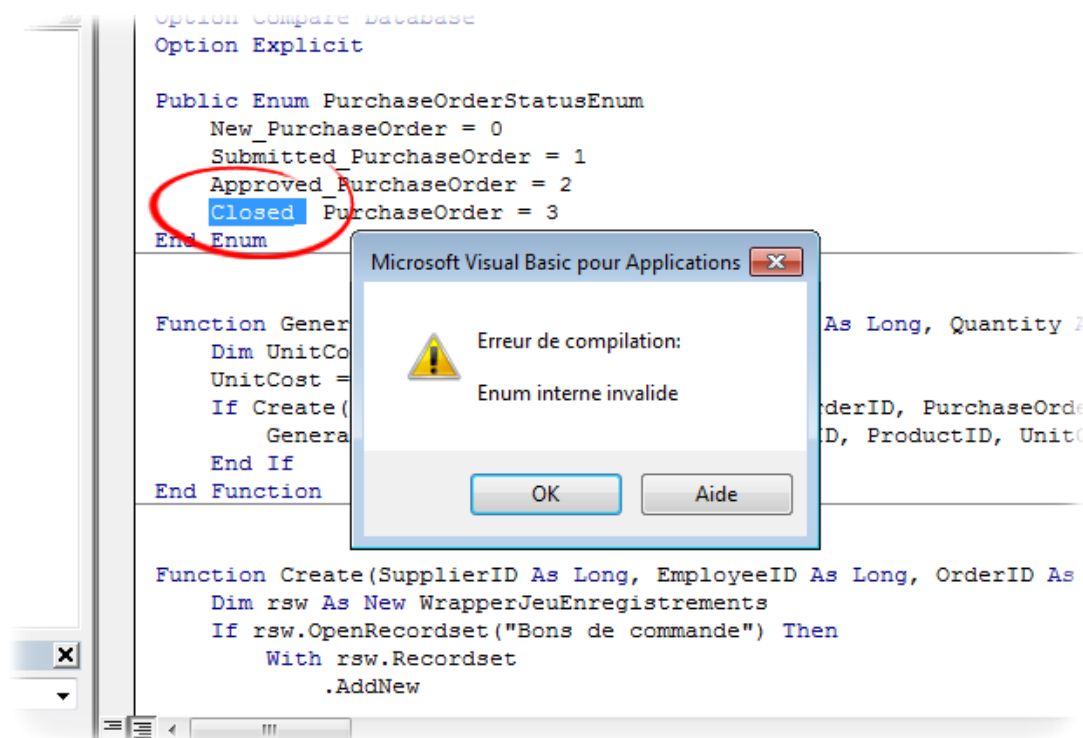 Option Compare Database
Option Explicit
Public Enum PurchaseOrderStatusEnum
New_PurchaseOrder = 0
Submitted_PurchaseOrder = 1
Approved_PurchaseOrder = 2
Closed PurchaseOrder = 3
End Enum
Microsoft Visual Basic pour Applications
Erreur de compilation:
Enum interne invalide
OK Aide
Function Gener As Long, Quantity
Dim UnitCo
UnitCost =
If Create( rderID, PurchaseOrde
Genera ID, ProductID, Unit
End If
End Function
Function Create(SupplierID As Long, EmployeeID As Long, OrderID As
Dim rsw As New WrapperJeuEnregistrements
If rsw.OpenRecordset("Bons de commande") Then
With rsw.Recordset
.AddNew